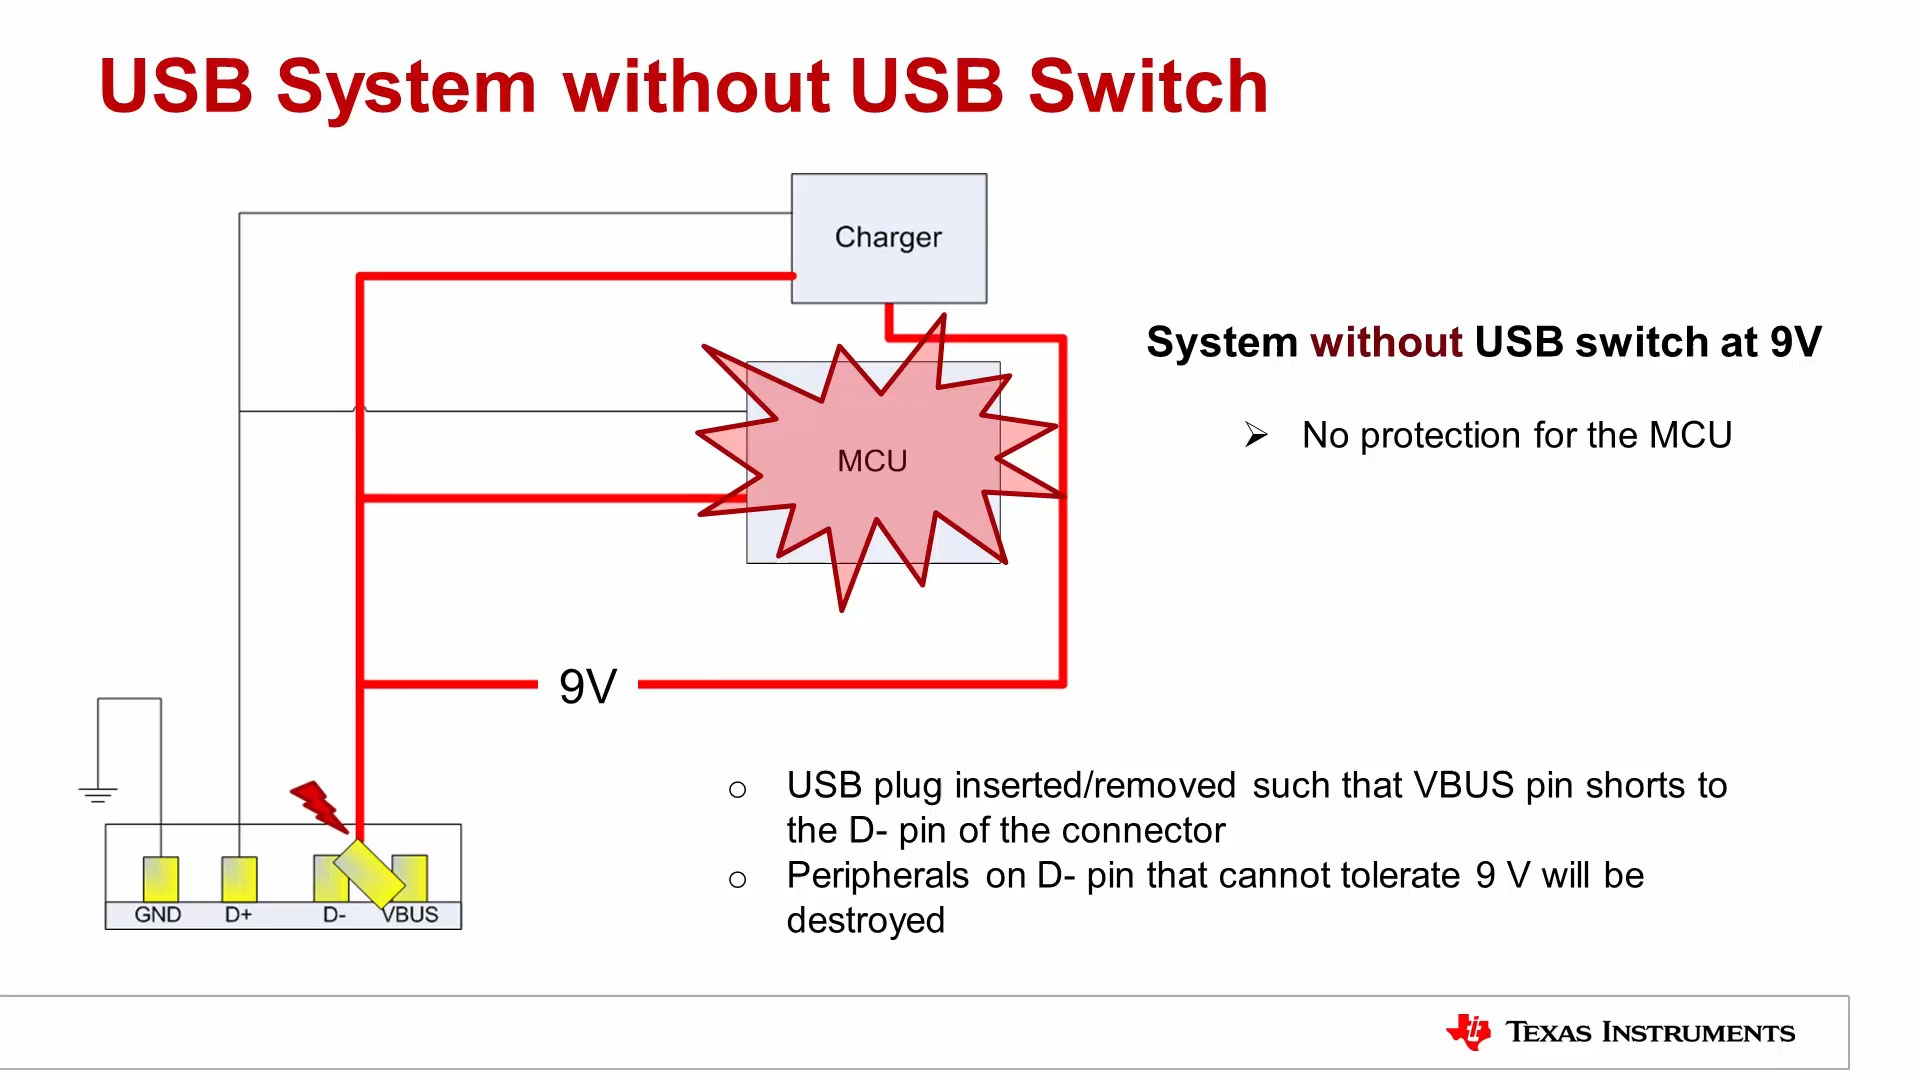 USB System without USB Switch
Charger
System without USB switch at 9V
➢ No protection for the MCU
MCU
9V
o USB plug inserted/removed such that VBUS pin shorts to
the D- pin of the connector
o Peripherals on D- pin that cannot tolerate 9 V will be
destroyed
GND D+ D- VBUS
TEXAS INSTRUMENTS